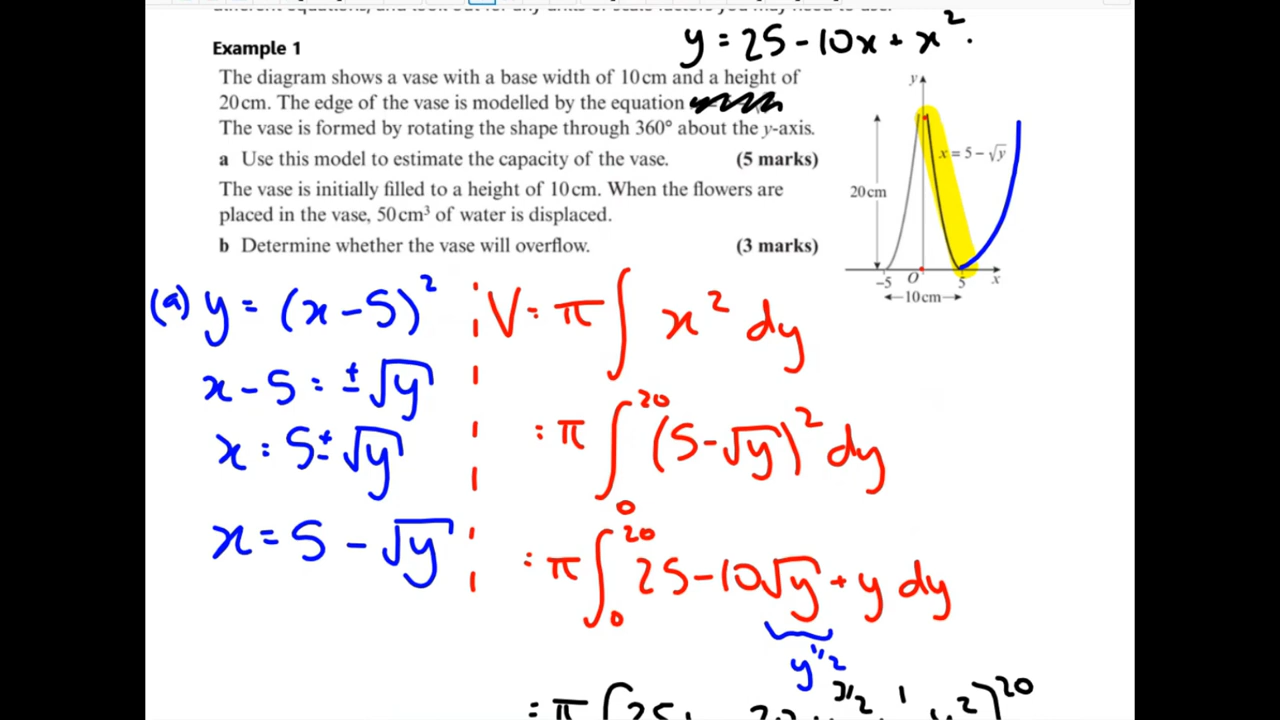 y = 25 - 10x + x².
Example 1
The diagram shows a vase with a base width of 10 cm and a height of
20 cm. The edge of the vase is modelled by the equation
The vase is formed by rotating the shape through 360° about the y-axis.
a Use this model to estimate the capacity of the vase. (5 marks)
The vase is initially filled to a height of 10 cm. When the flowers are
placed in the vase, 50 cm³ of water is displaced.
b Determine whether the vase will overflow. (3 marks)
y
x = 5 - √y
20 cm
-5 O 5 x
10 cm
(a) y = (x - 5)²
x - 5 = ±√y
x = 5 ± √y
x = 5 - √y
V = π∫ x² dy
= π∫₀²⁰ (5 - √y)² dy
= π∫₀²⁰ 25 - 10√y + y dy
y^1/2